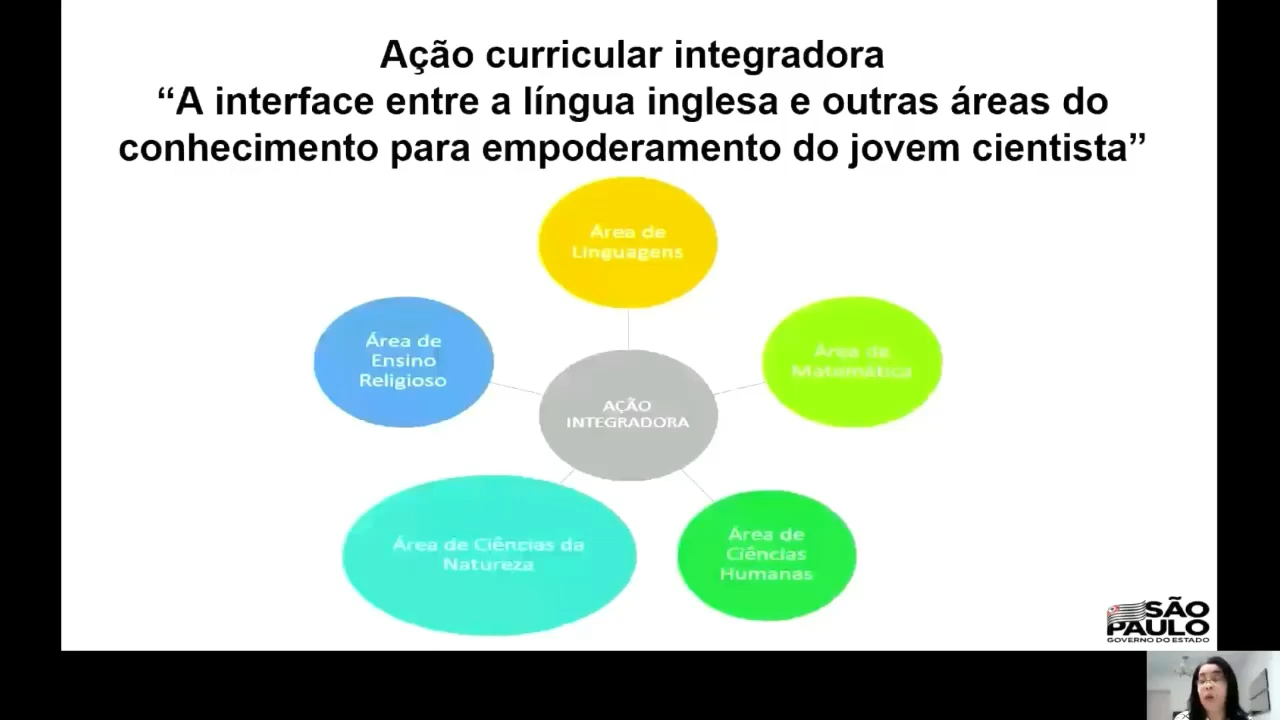 Ação curricular integradora
“A interface entre a língua inglesa e outras áreas do
conhecimento para empoderamento do jovem cientista”
Área de
Linguagens
Área de
Ensino
Religioso
Área de
Matemática
AÇÃO
INTEGRADORA
Área de Ciências da
Natureza
Área de
Ciências
Humanas
SÃO
PAULO
GOVERNO DO ESTADO